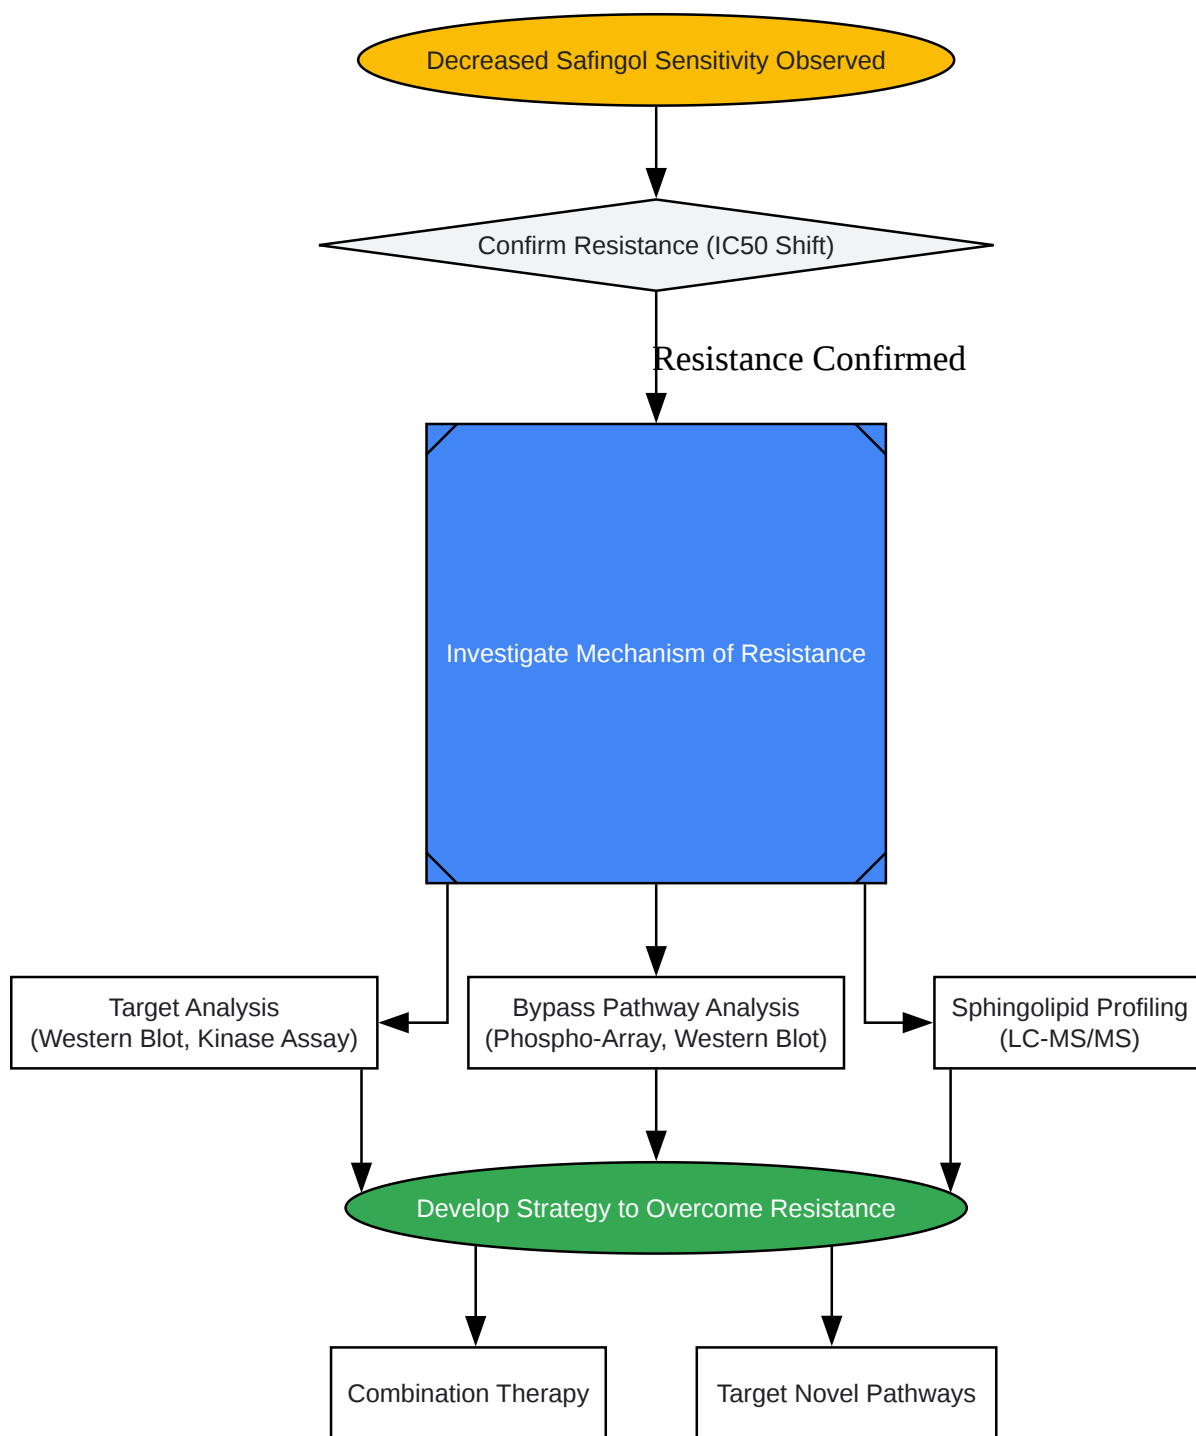 Decreased Safingol Sensitivity Observed
Confirm Resistance (IC50 Shift)
Resistance Confirmed
Investigate Mechanism of Resistance
Target Analysis
(Western Blot, Kinase Assay)
Bypass Pathway Analysis
(Phospho-Array, Western Blot)
Sphingolipid Profiling
(LC-MS/MS)
Develop Strategy to Overcome Resistance
Combination Therapy
Target Novel Pathways